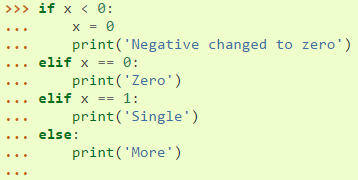 >>> if x < 0:
...     x = 0
...     print('Negative changed to zero')
... elif x == 0:
...     print('Zero')
... elif x == 1:
...     print('Single')
... else:
...     print('More')
...